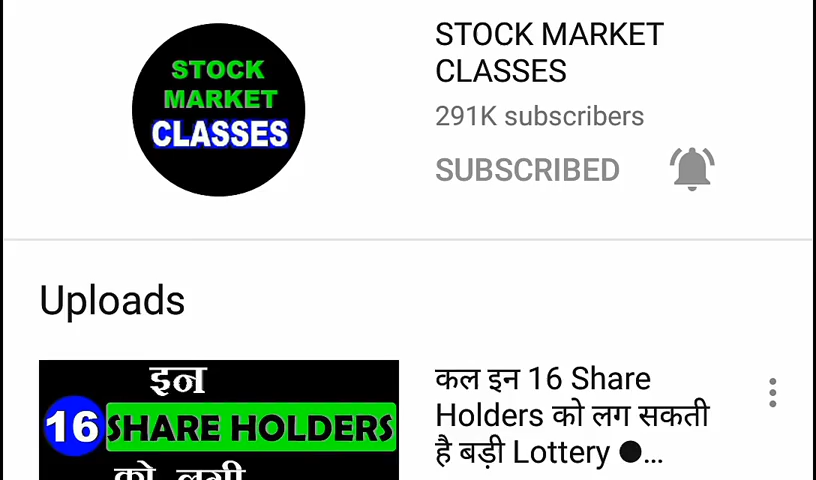 STOCK
MARKET
CLASSES
STOCK MARKET
CLASSES
291K subscribers
SUBSCRIBED
Uploads
इन
16 SHARE HOLDERS
को लगी
कल इन 16 Share
Holders को लग सकती
है बड़ी Lottery ●...